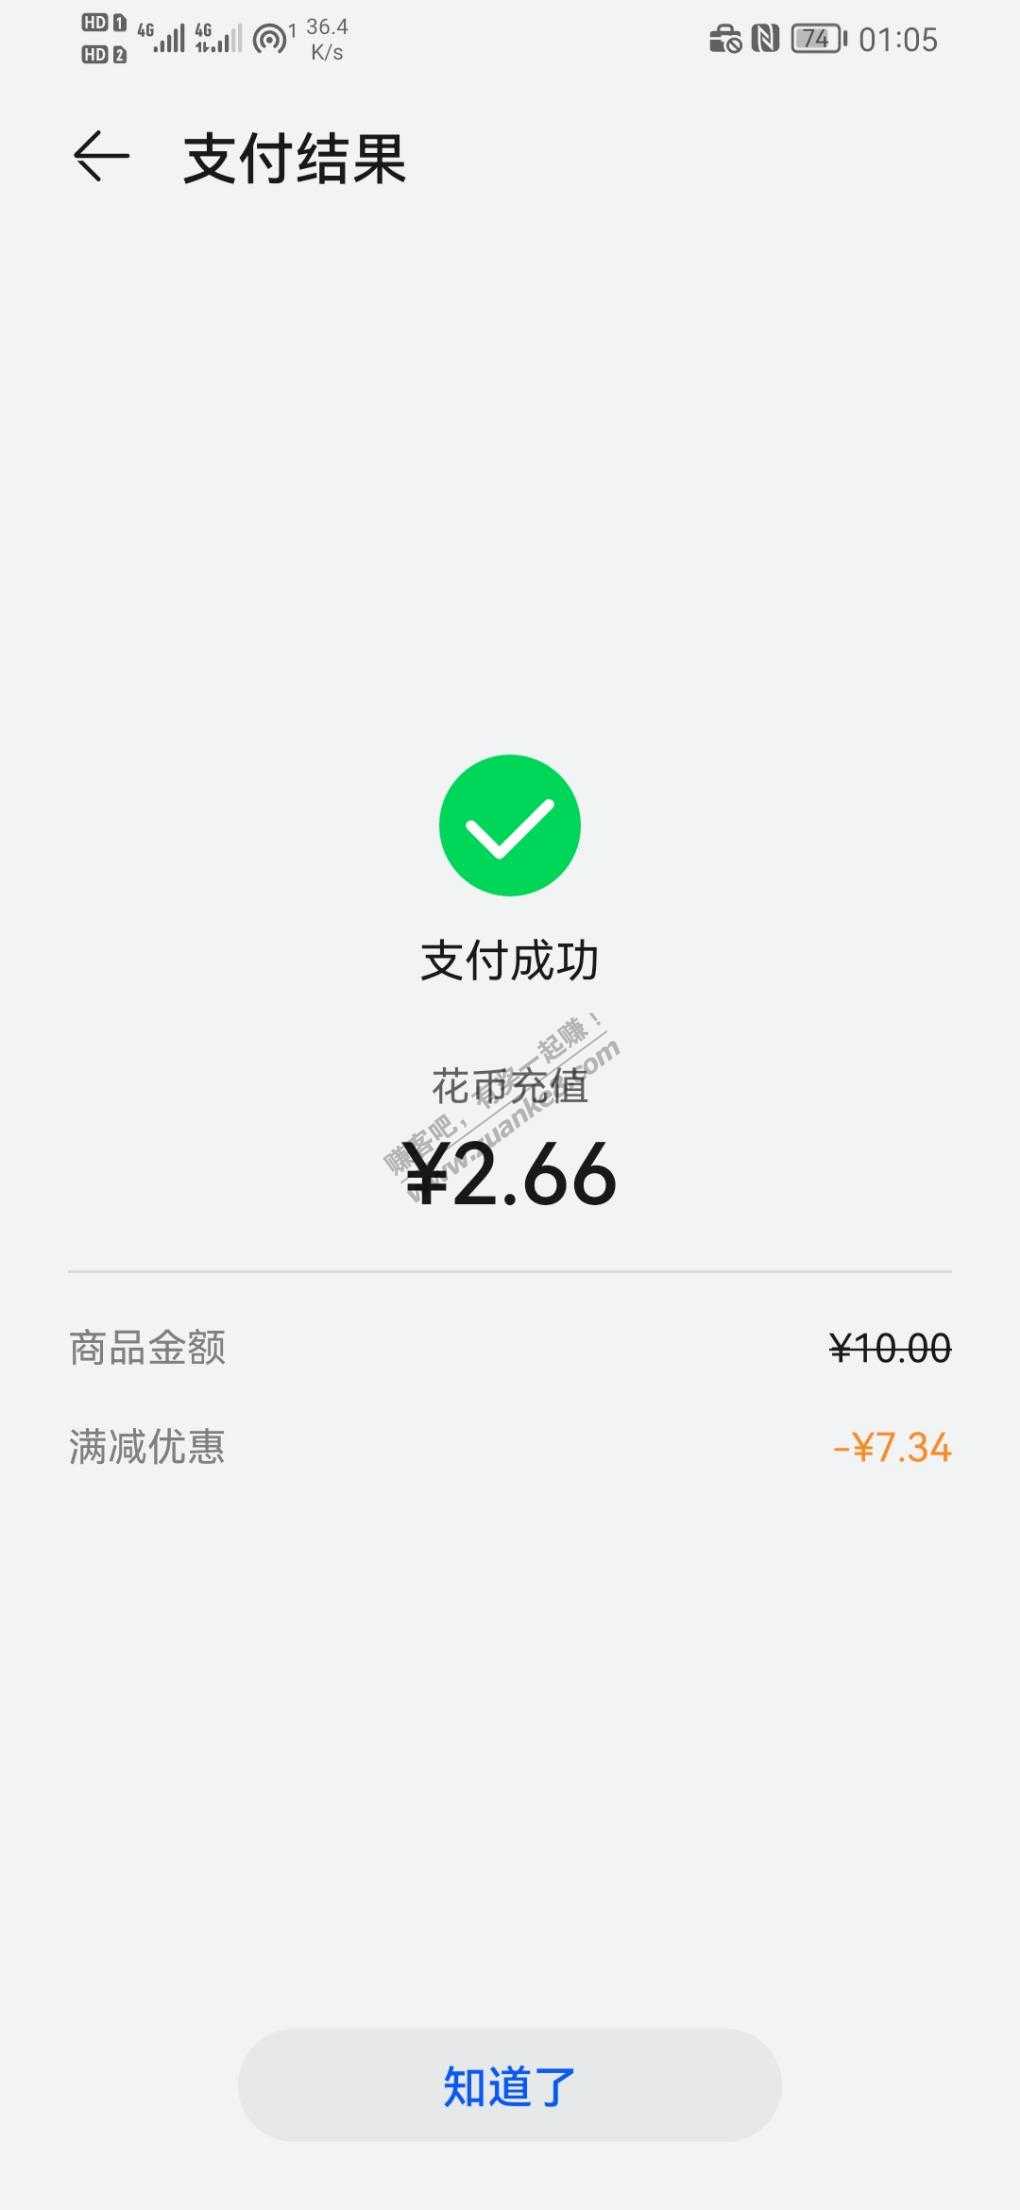 HD 1 4G 4G 1 36.4 74 01:05
HD 2 K/s
支付结果
支付成功
花币充值
赚客吧，有奖一起赚！
www.zuanke8.com
¥2.66
商品金额 ¥10.00
满减优惠 -¥7.34
知道了